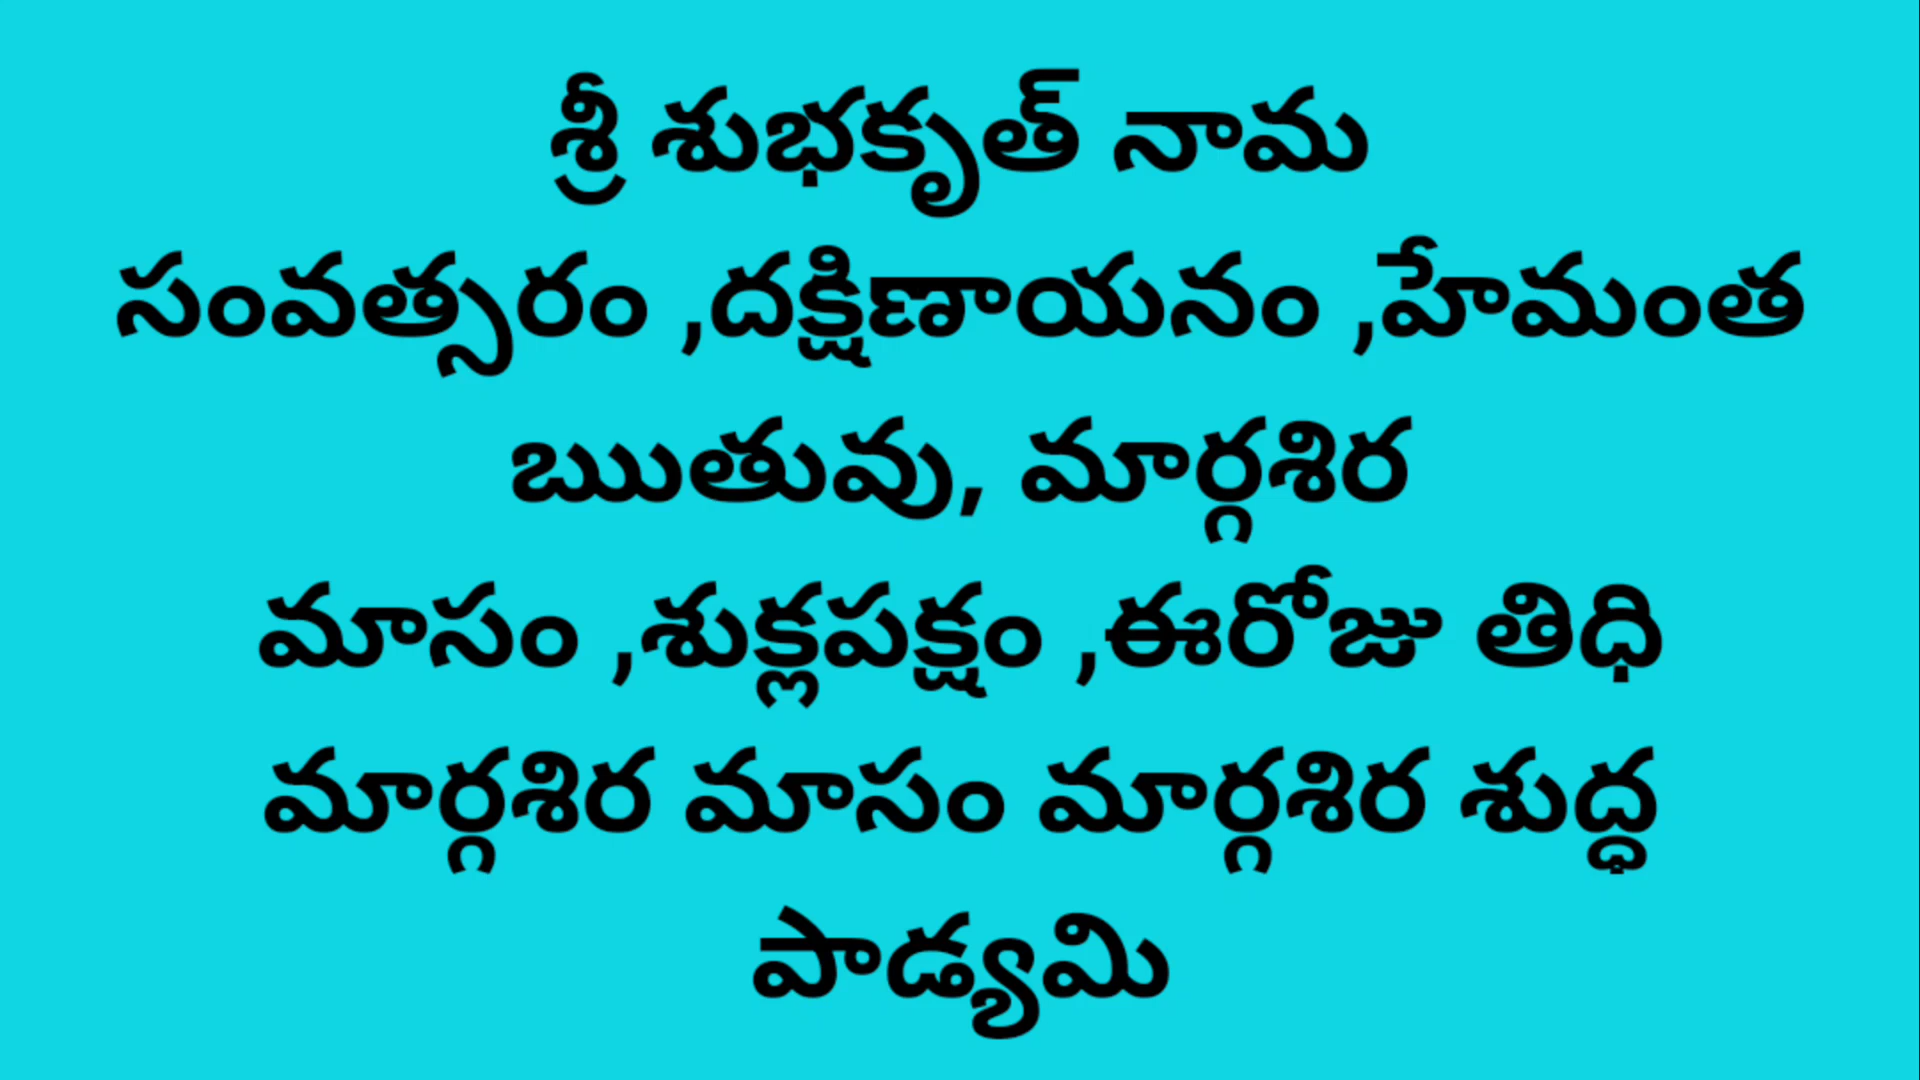 శ్రీ శుభకృత్ నామ
సంవత్సరం ,దక్షిణాయనం ,హేమంత
ఋతువు, మార్గశిర
మాసం ,శుక్లపక్షం ,ఈరోజు తిధి
మార్గశిర మాసం మార్గశిర శుద్ధ
పాడ్యమి